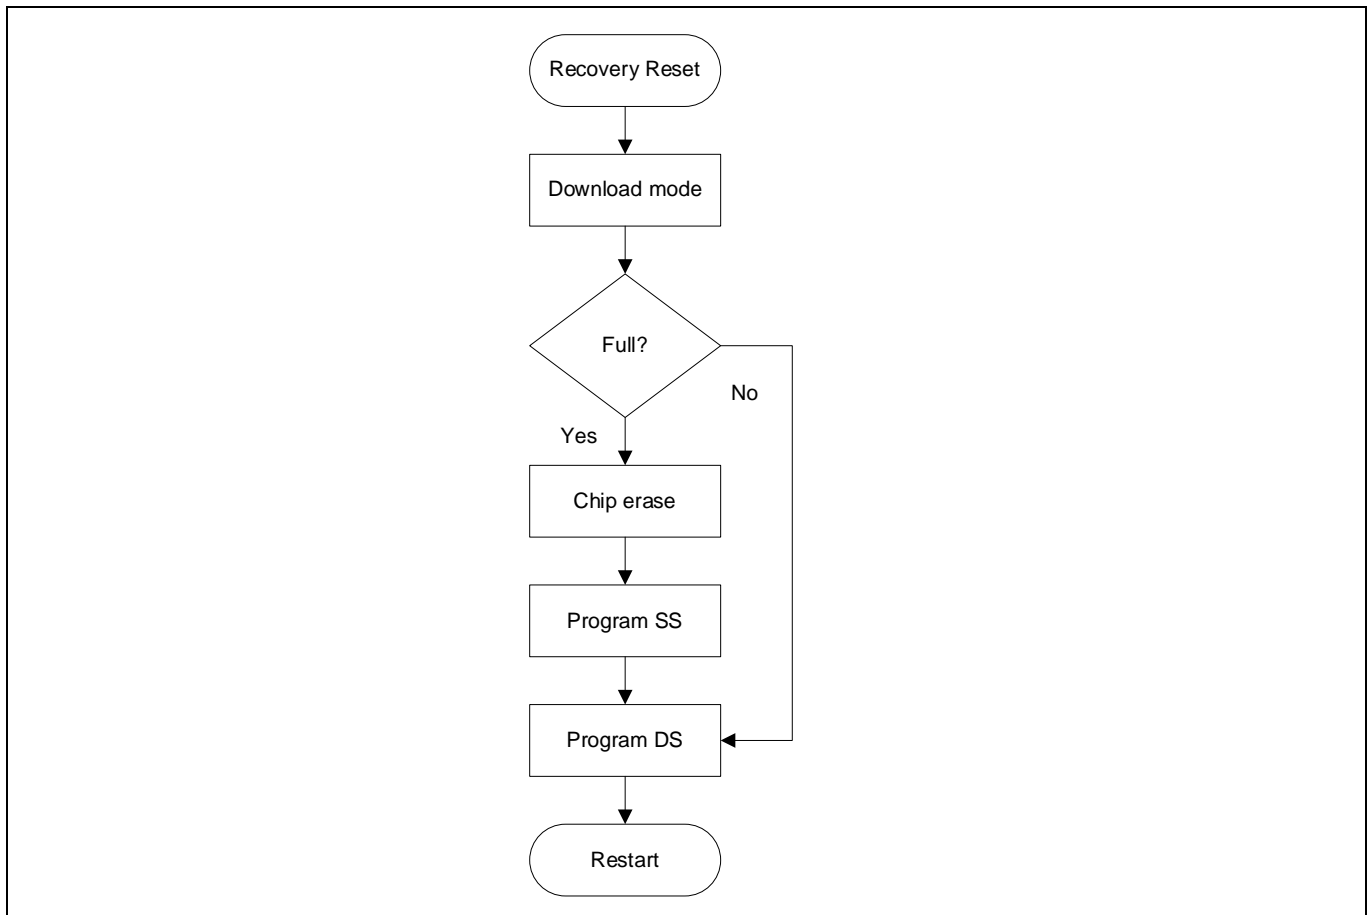 Recovery Reset
Download mode
Full?
No
Yes
Chip erase
Program SS
Program DS
Restart